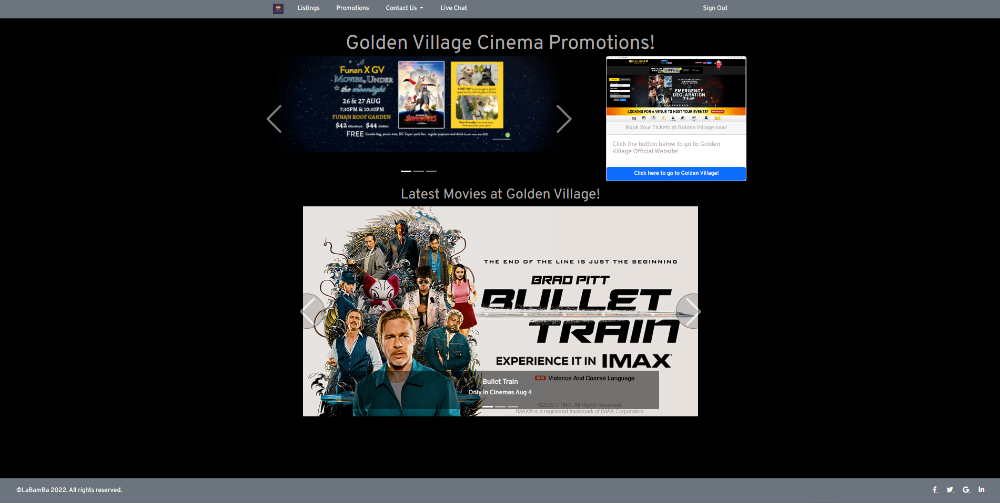 Listings Promotions Contact Us Live Chat Sign Out
Golden Village Cinema Promotions!
Funan X GV
MOVIES UNDER
the moonlight
26 & 27 AUG
7:30PM & 10:30PM
FUNAN ROOF GARDEN
$42 (Members) $44 (Public)
FREE Goodie bag, picnic mat, DC Super-pets fan, regular popcorn and drink
SUPERPETS
FIRST 50* to arrive get a photo
opportunity with Krypto and Ace.
Pets-Friendly first time ever,
free entry for your pets!
GOLDEN VILLAGE
EMERGENCY
DECLARATION
LOOKING FOR A VENUE TO HOST YOUR EVENTS?
Book Your Tickets at Golden Village now!
Click the button below to go to Golden
Village Official Website!
Click here to go to Golden Village!
Latest Movies at Golden Village!
THE END OF THE LINE IS JUST THE BEGINNING
BRAD PITT
BULLET
TRAIN
EXPERIENCE IT IN IMAX®
M18 Violence And Coarse Language
Bullet Train
Only in Cinemas Aug 4
©2022 CTMG. All Rights Reserved.
IMAX® is a registered trademark of IMAX Corporation.
©LaBamBa 2022. All rights reserved.